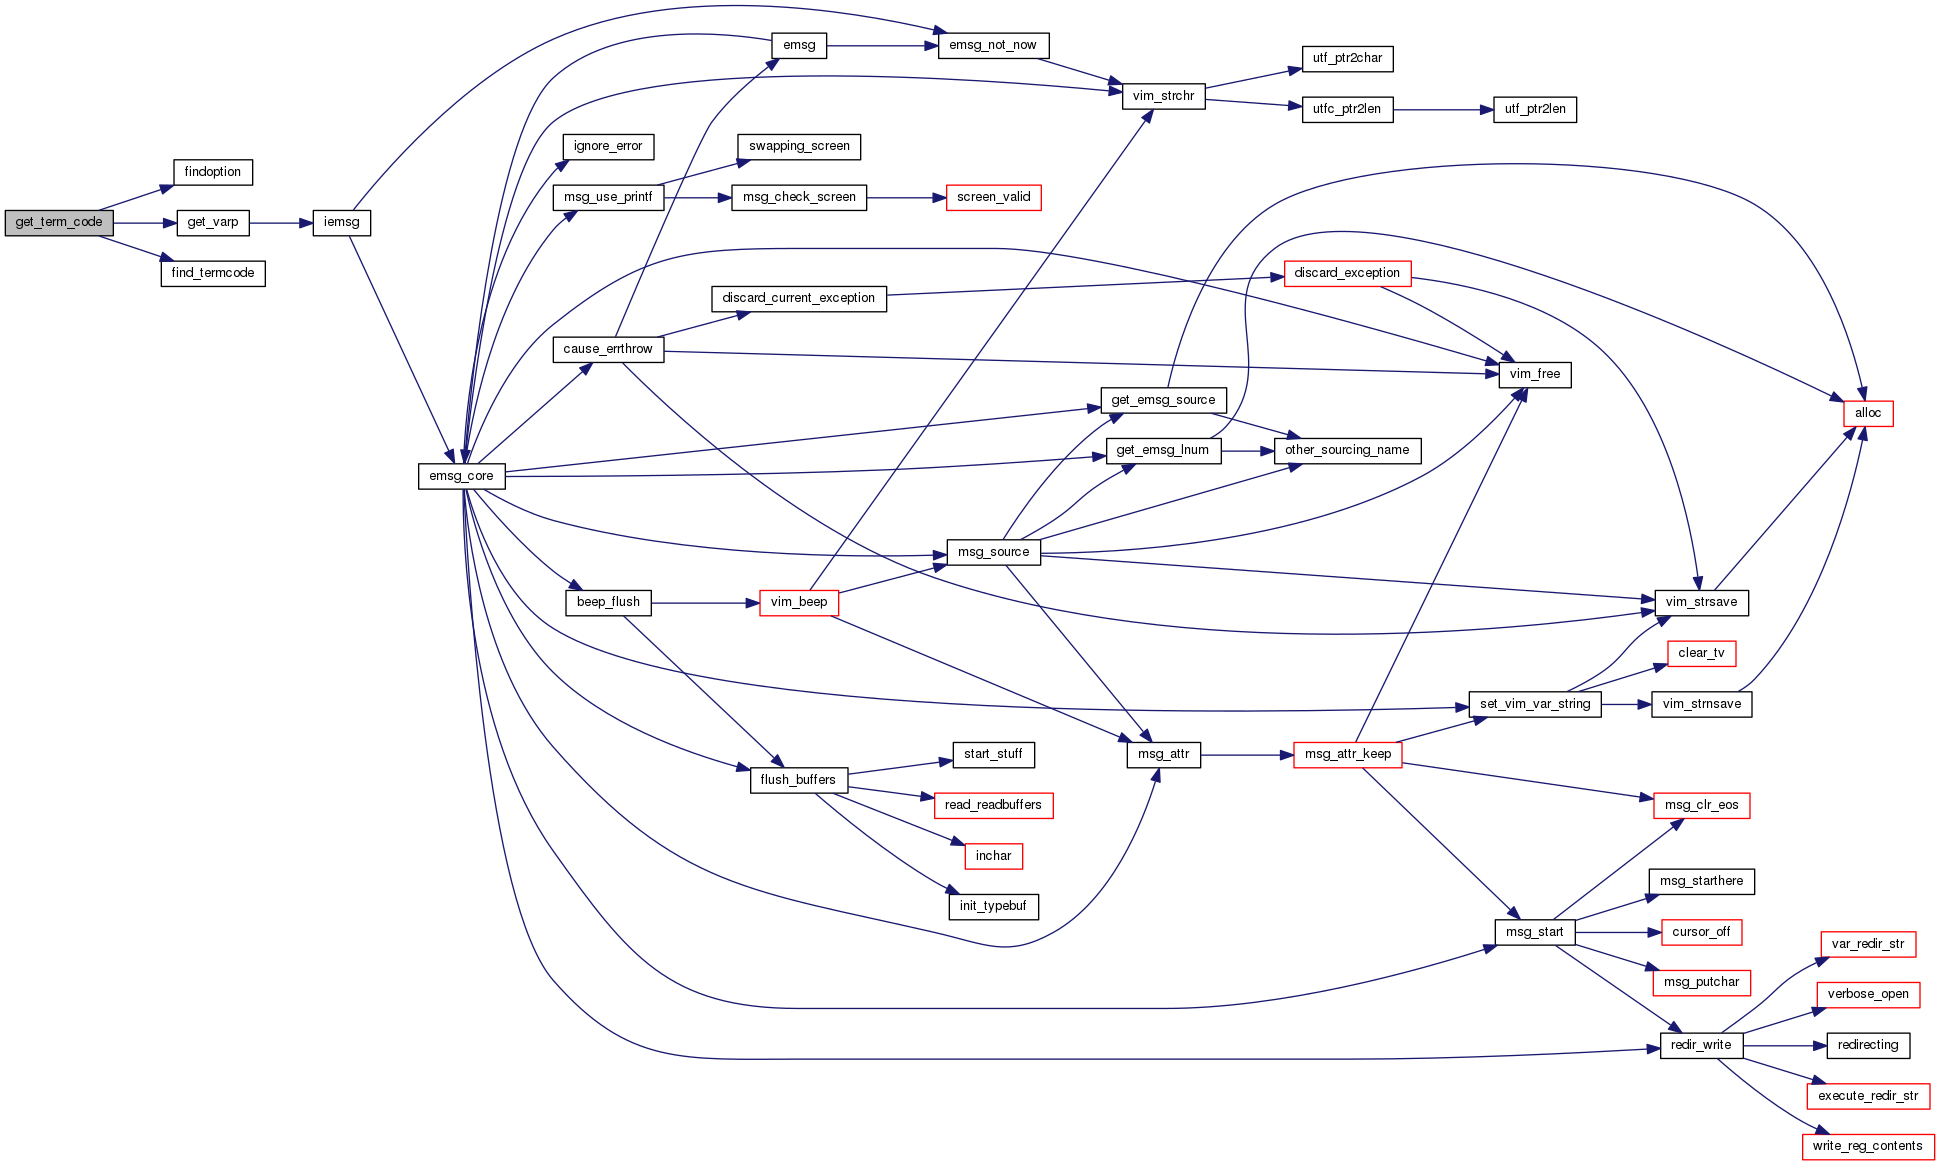 emsg
emsg_not_now
utf_ptr2char
vim_strchr
utfc_ptr2len
utf_ptr2len
ignore_error
swapping_screen
findoption
msg_use_printf
msg_check_screen
screen_valid
get_term_code
get_varp
iemsg
find_termcode
discard_exception
discard_current_exception
cause_errthrow
vim_free
get_emsg_source
alloc
get_emsg_lnum
other_sourcing_name
emsg_core
msg_source
beep_flush
vim_beep
vim_strsave
clear_tv
set_vim_var_string
vim_strnsave
start_stuff
msg_attr
msg_attr_keep
flush_buffers
read_readbuffers
msg_clr_eos
inchar
msg_starthere
init_typebuf
msg_start
cursor_off
var_redir_str
msg_putchar
verbose_open
redir_write
redirecting
execute_redir_str
write_reg_contents